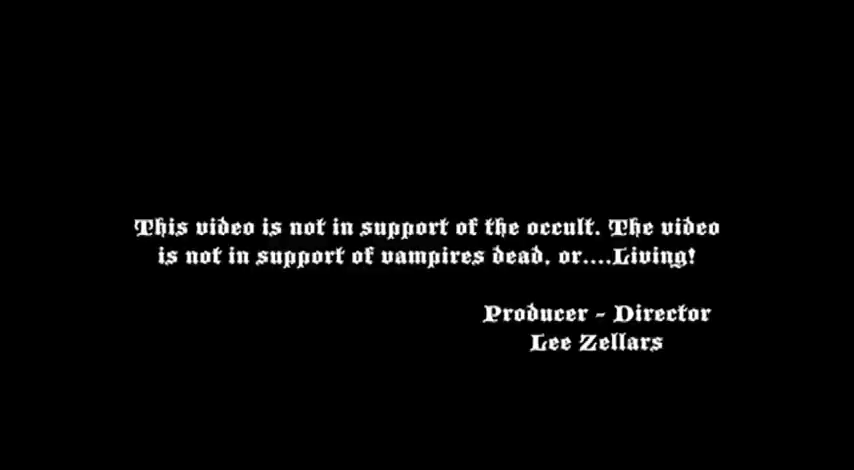 This video is not in support of the occult. The video
is not in support of vampires dead, or....Living!
Producer - Director
Lee Zellars